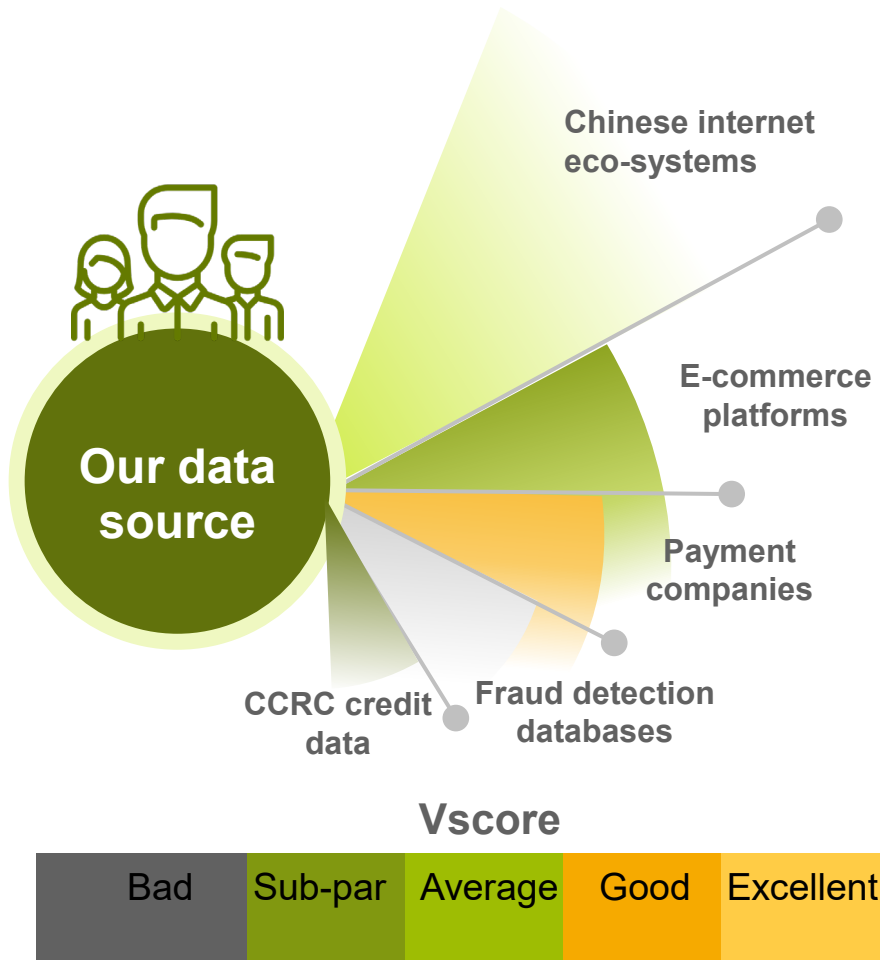 Chinese internet
eco-systems
E-commerce
platforms
Our data
source
Payment
companies
Fraud detection
databases
CCRC credit
data
Vscore
Bad Sub-par Average Good Excellent